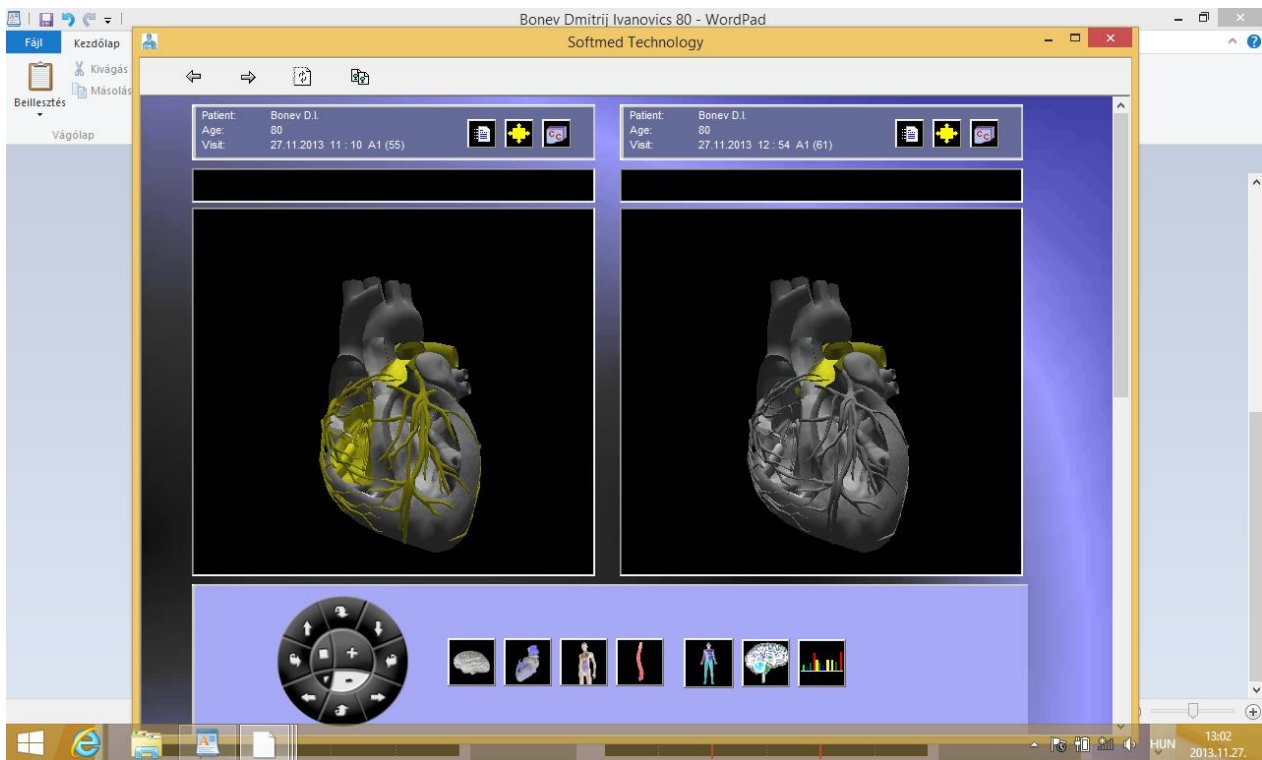 Bonev Dmitrij Ivanovics 80 - WordPad
Fájl
Kezdőlap
Softmed Technology
Kivágás
Másolás
Beillesztés
Vágólap
Patient: Bonev D.I.
Age: 80
Visit: 27.11.2013 11 : 10 A1 (55)
Patient: Bonev D.I.
Age: 80
Visit: 27.11.2013 12 : 54 A1 (61)
HUN
13:02
2013.11.27.